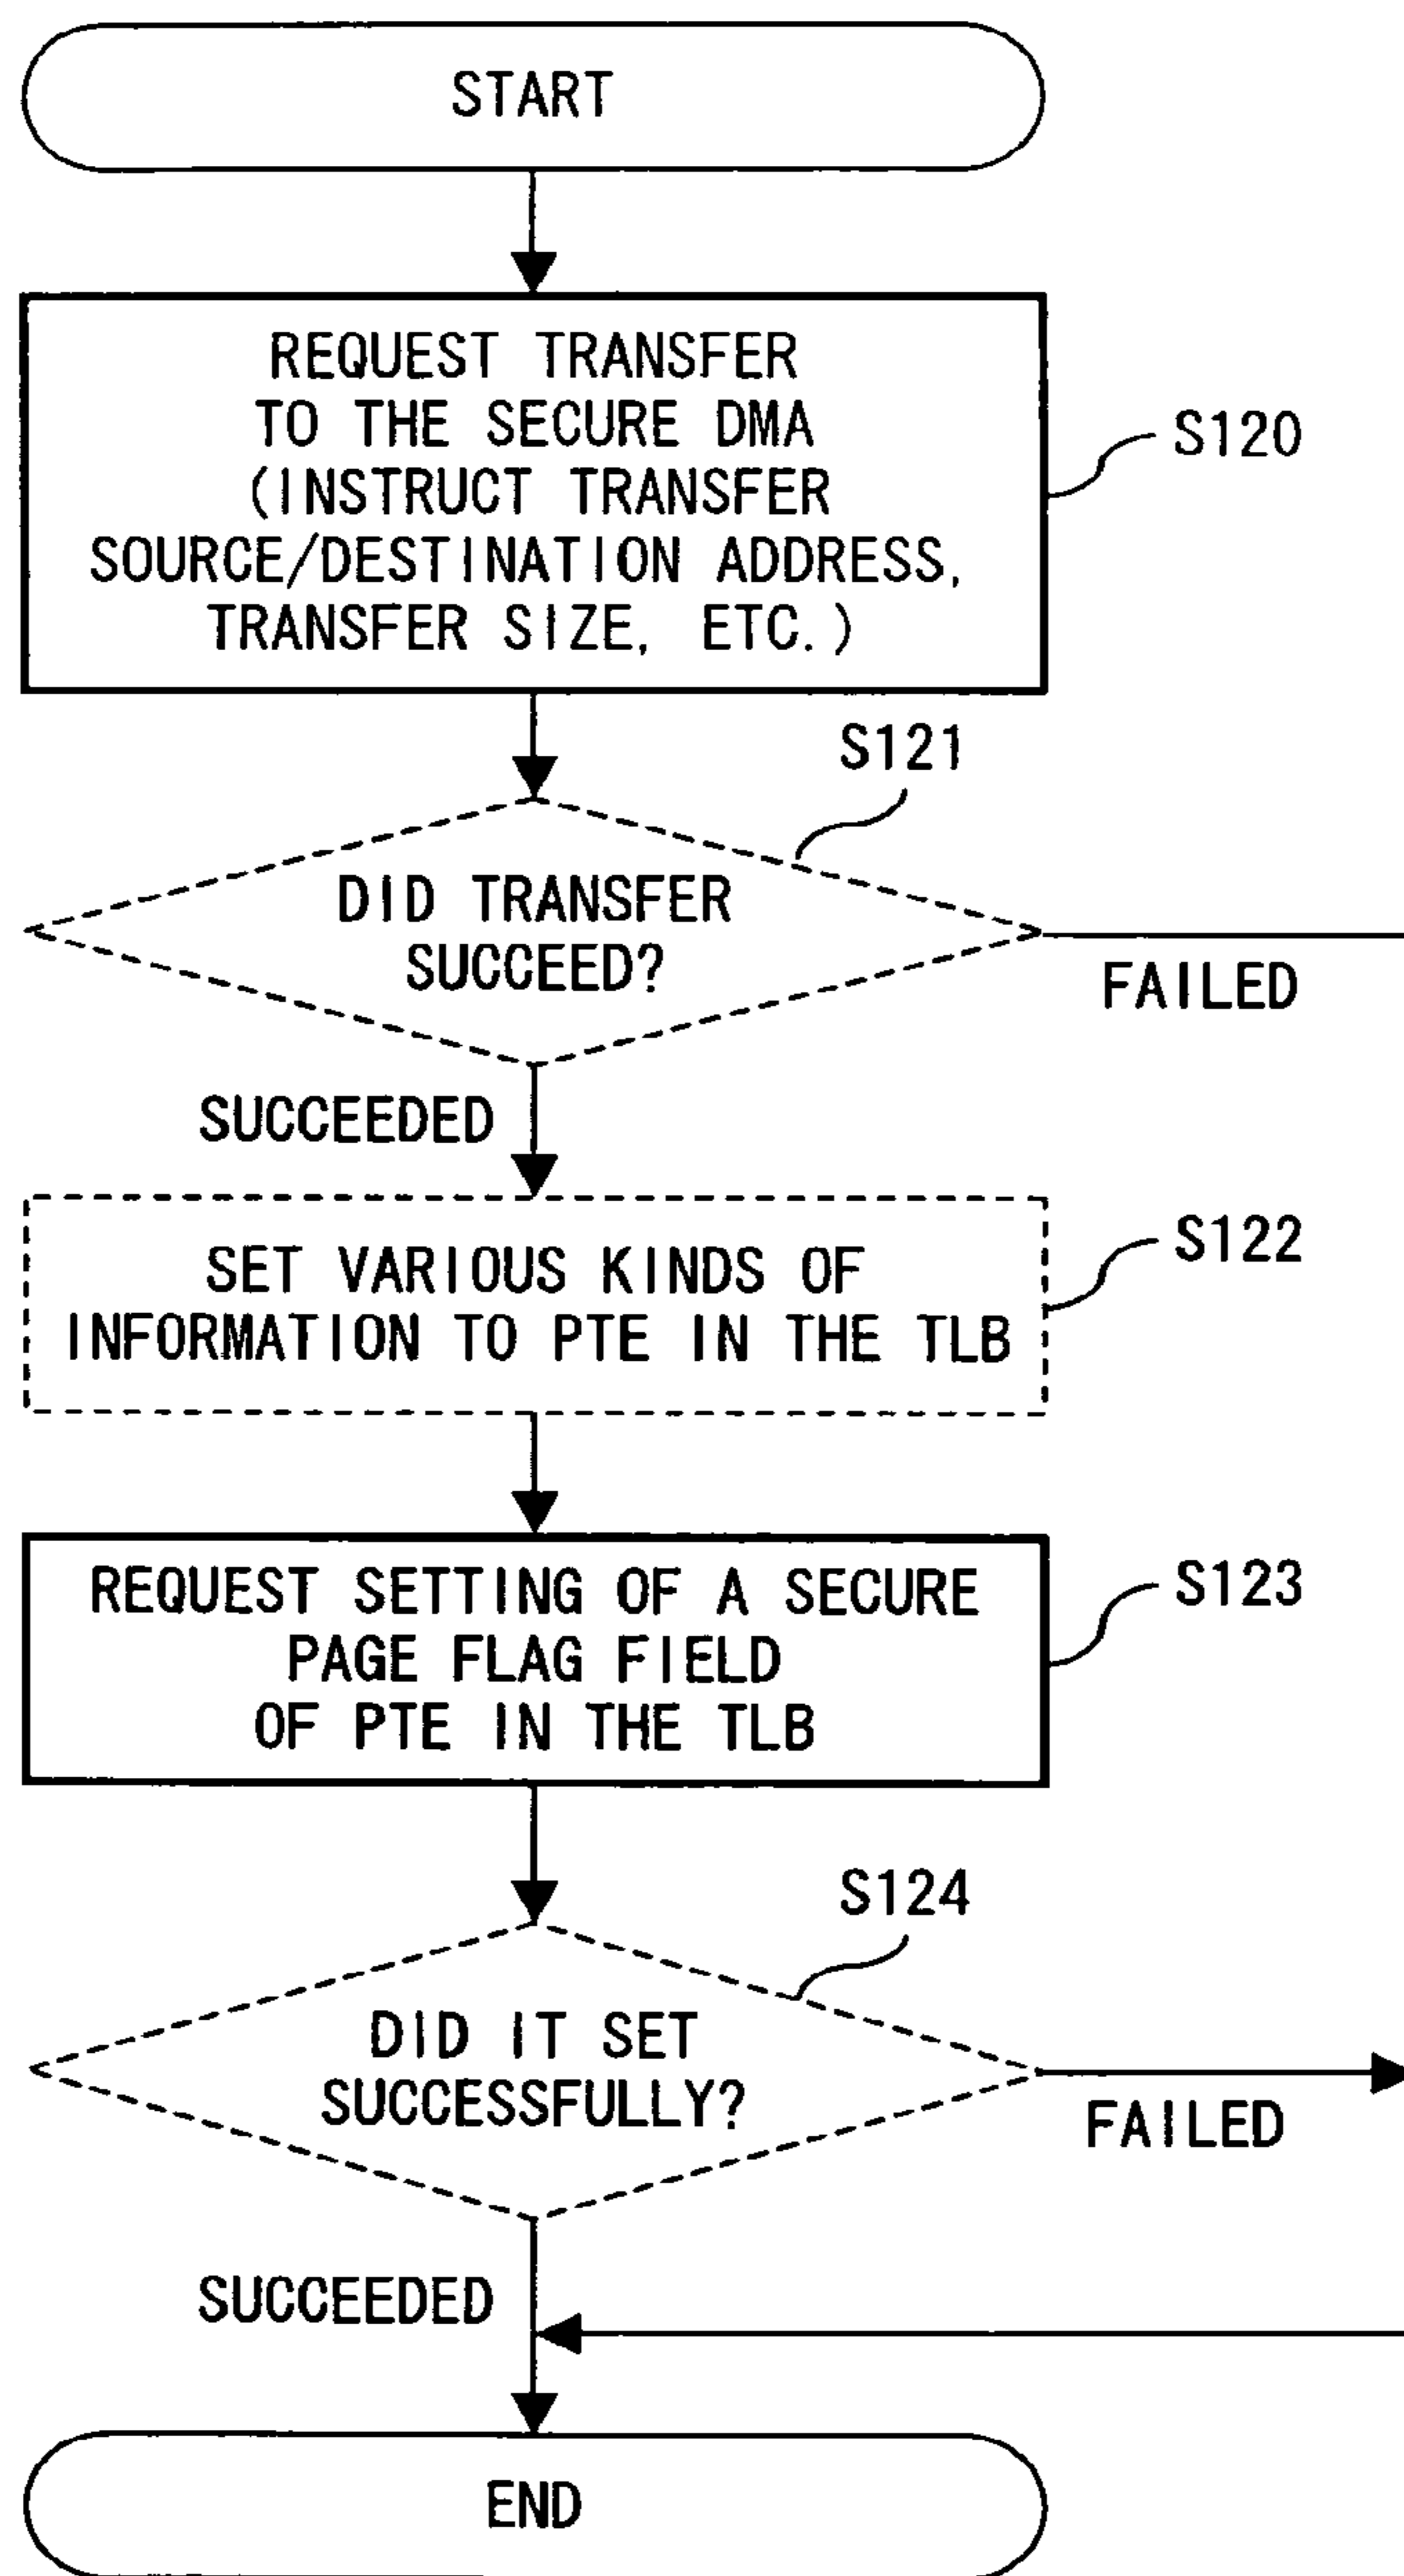 START
REQUEST TRANSFER
TO THE SECURE DMA
(INSTRUCT TRANSFER
SOURCE/DESTINATION ADDRESS,
TRANSFER SIZE, ETC.)
S120
S121
DID TRANSFER
SUCCEED?
FAILED
SUCCEEDED
SET VARIOUS KINDS OF
INFORMATION TO PTE IN THE TLB
S122
REQUEST SETTING OF A SECURE
PAGE FLAG FIELD
OF PTE IN THE TLB
S123
S124
DID IT SET
SUCCESSFULLY?
FAILED
SUCCEEDED
END